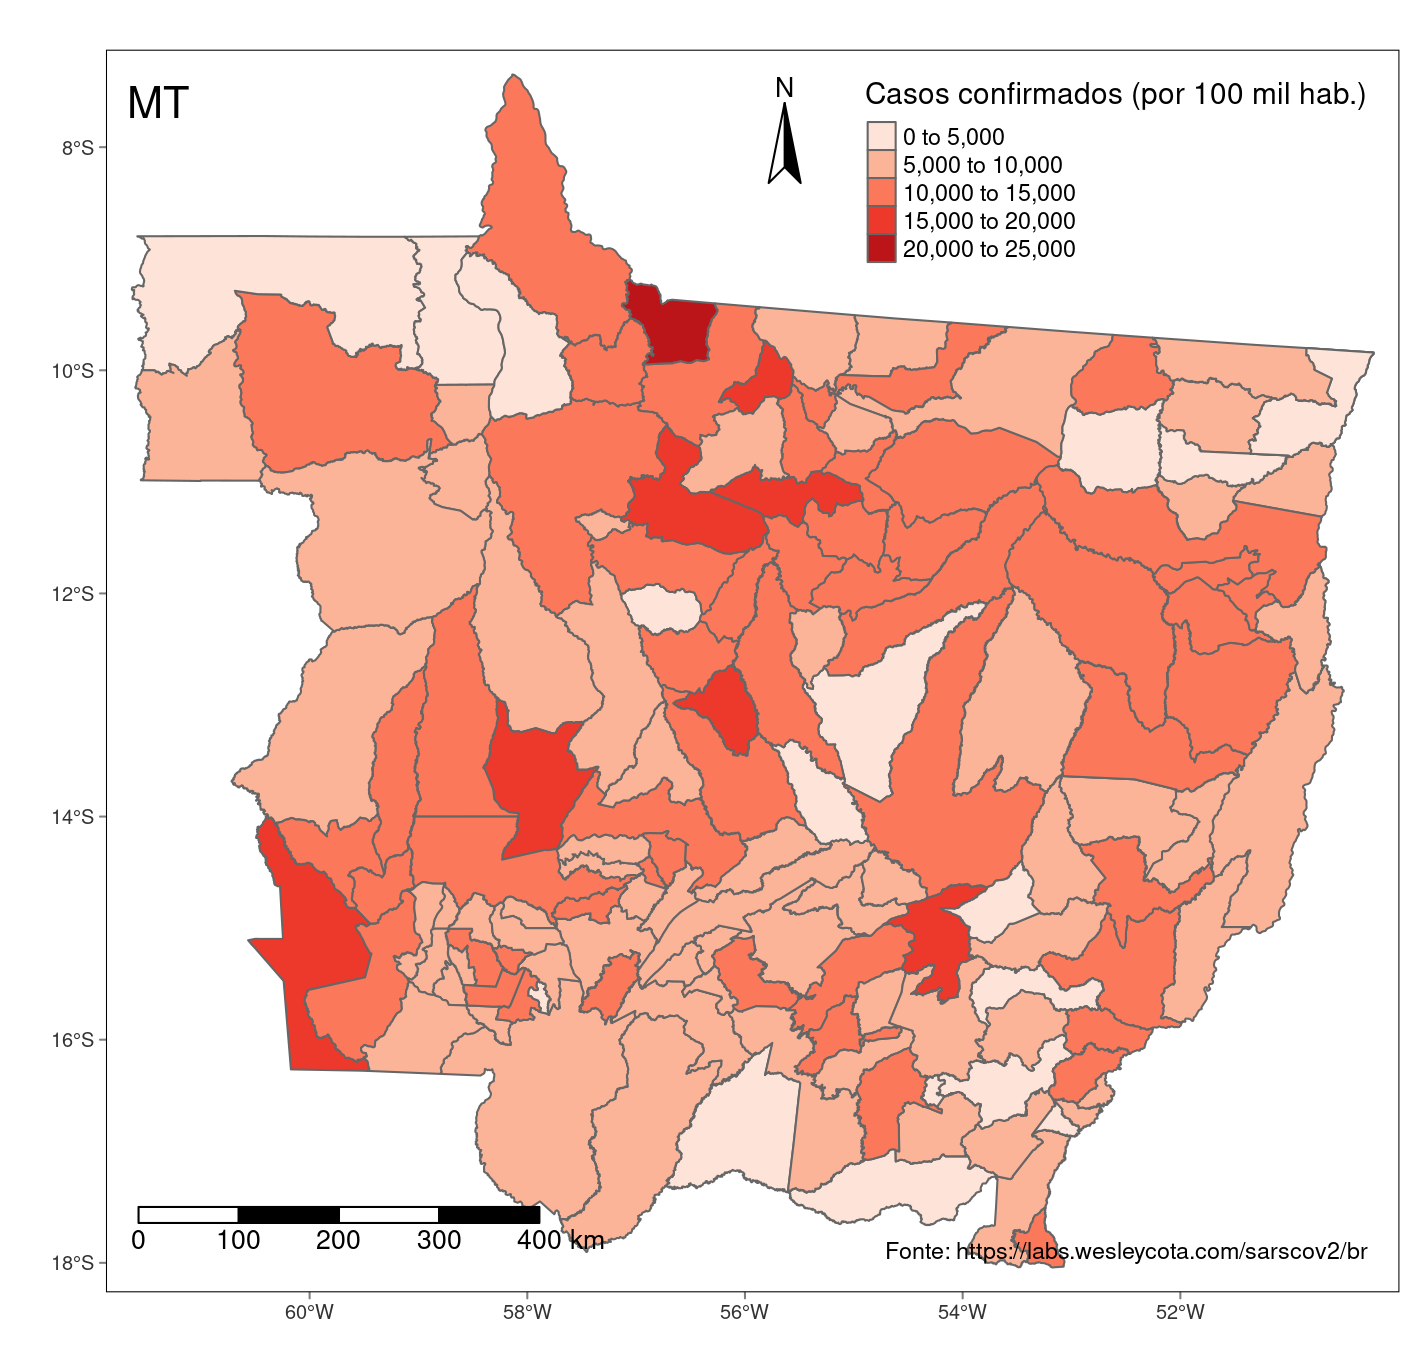 MT
N
Casos confirmados (por 100 mil hab.)
0 to 5,000
5,000 to 10,000
10,000 to 15,000
15,000 to 20,000
20,000 to 25,000
8°S
10°S
12°S
14°S
16°S
18°S
0 100 200 300 400 km
Fonte: https://labs.wesleycota.com/sarscov2/br
60°W 58°W 56°W 54°W 52°W